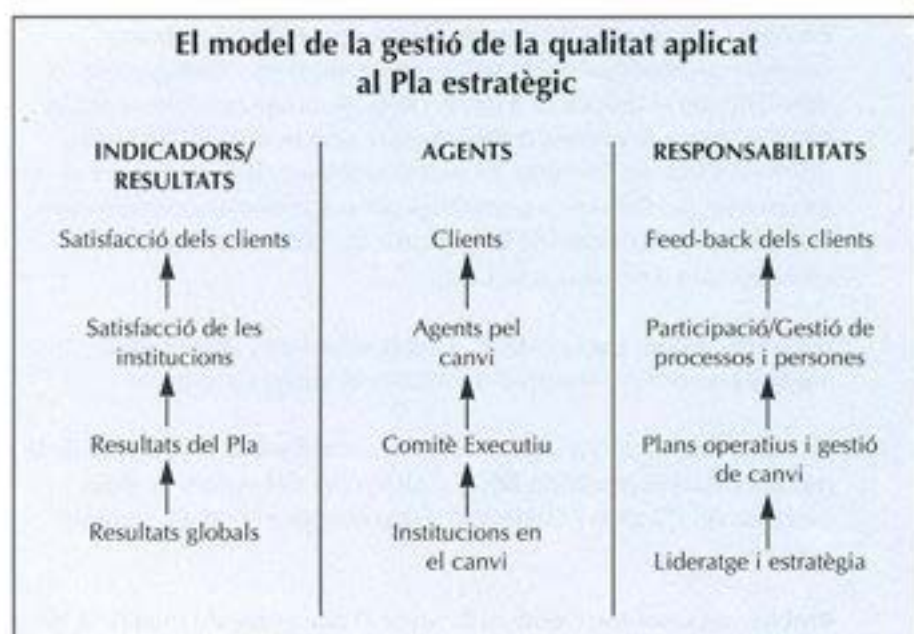 El model de la gestió de la qualitat aplicat
al Pla estratègic
INDICADORS/
RESULTATS
Satisfacció dels clients
Satisfacció de les
institucions
Resultats del Pla
Resultats globals
AGENTS
Clients
Agents pel
canvi
Comitè Executiu
Institucions en
el canvi
RESPONSABILITATS
Feed-back dels clients
Participació/Gestió de
processos i persones
Plans operatius i gestió
de canvi
Lideratge i estratègia